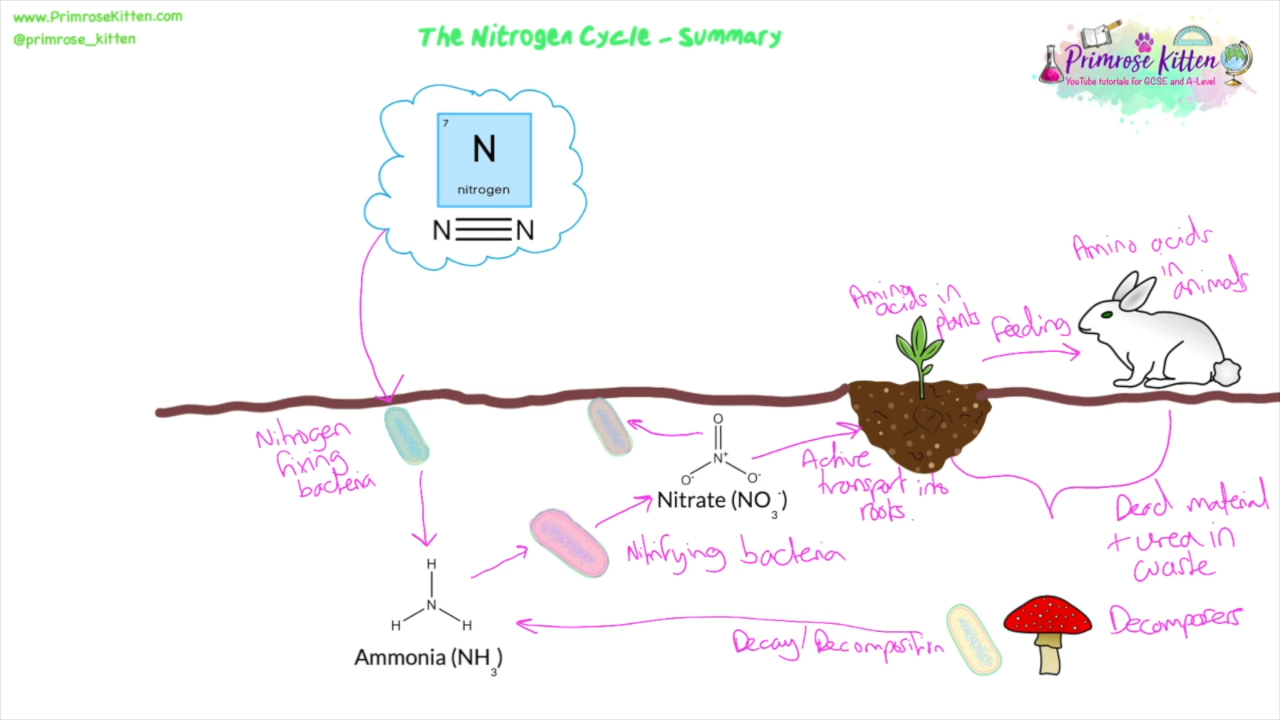 www.PrimroseKitten.com
@primrose_kitten
The Nitrogen Cycle - Summary
Primrose Kitten
YouTube tutorials for GCSE and A-Level
7
N
nitrogen
N≡N
Amino acids
in
animals
Amino
acids in
plants
Feeding
Nitrogen
fixing
bacteria
O
N⁺
O⁻ O⁻
Nitrate (NO₃⁻)
Active
transport into
roots.
Dead material
+ urea in
waste
Nitrifying bacteria
H
N
H H
Ammonia (NH₃)
Decay/Decomposition
Decomposers